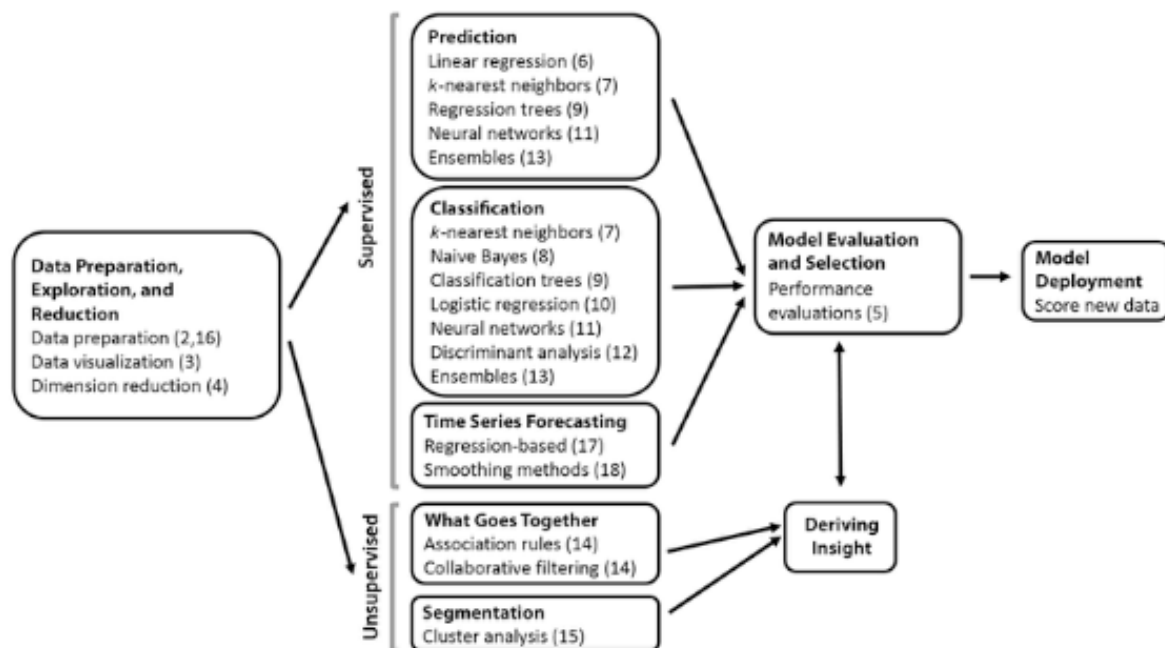 Data Preparation,
Exploration, and
Reduction
Data preparation (2,16)
Data visualization (3)
Dimension reduction (4)
Supervised
Prediction
Linear regression (6)
k-nearest neighbors (7)
Regression trees (9)
Neural networks (11)
Ensembles (13)
Classification
k-nearest neighbors (7)
Naive Bayes (8)
Classification trees (9)
Logistic regression (10)
Neural networks (11)
Discriminant analysis (12)
Ensembles (13)
Time Series Forecasting
Regression-based (17)
Smoothing methods (18)
Unsupervised
What Goes Together
Association rules (14)
Collaborative filtering (14)
Segmentation
Cluster analysis (15)
Model Evaluation
and Selection
Performance
evaluations (5)
Deriving
Insight
Model
Deployment
Score new data